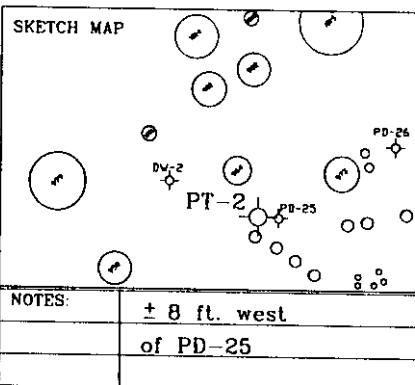 SKETCH MAP
PD-26
DW-2
PT-2
PD-25
NOTES:
± 8 ft. west
of PD-25